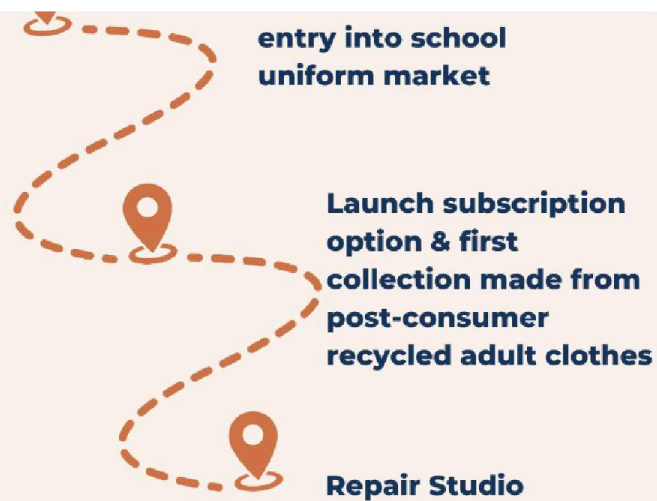 entry into school
uniform market
Launch subscription
option & first
collection made from
post-consumer
recycled adult clothes
Repair Studio